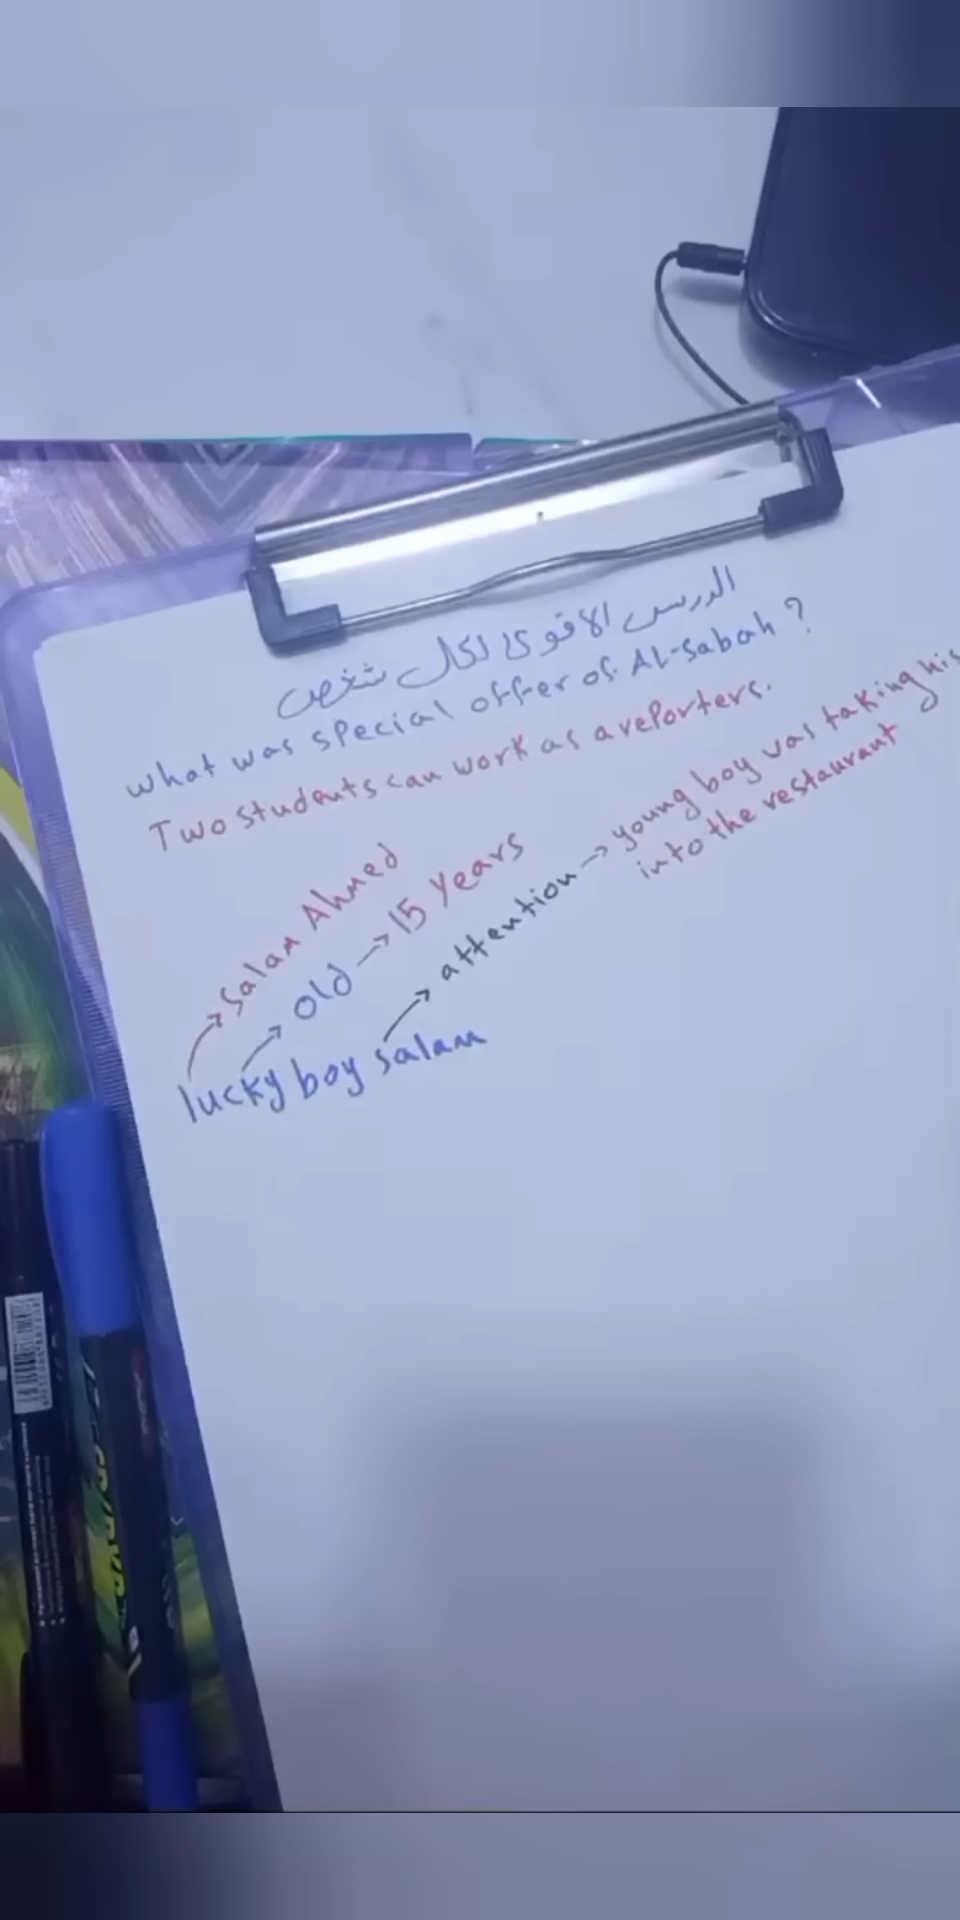 الدرس الاقوى لكل شخص
what was special offer of Al-sabah ?
Two students can work as a reporters.
Salam Ahmed
old → 15 years
attention → young boy was taking his
into the restaurant
lucky boy salam